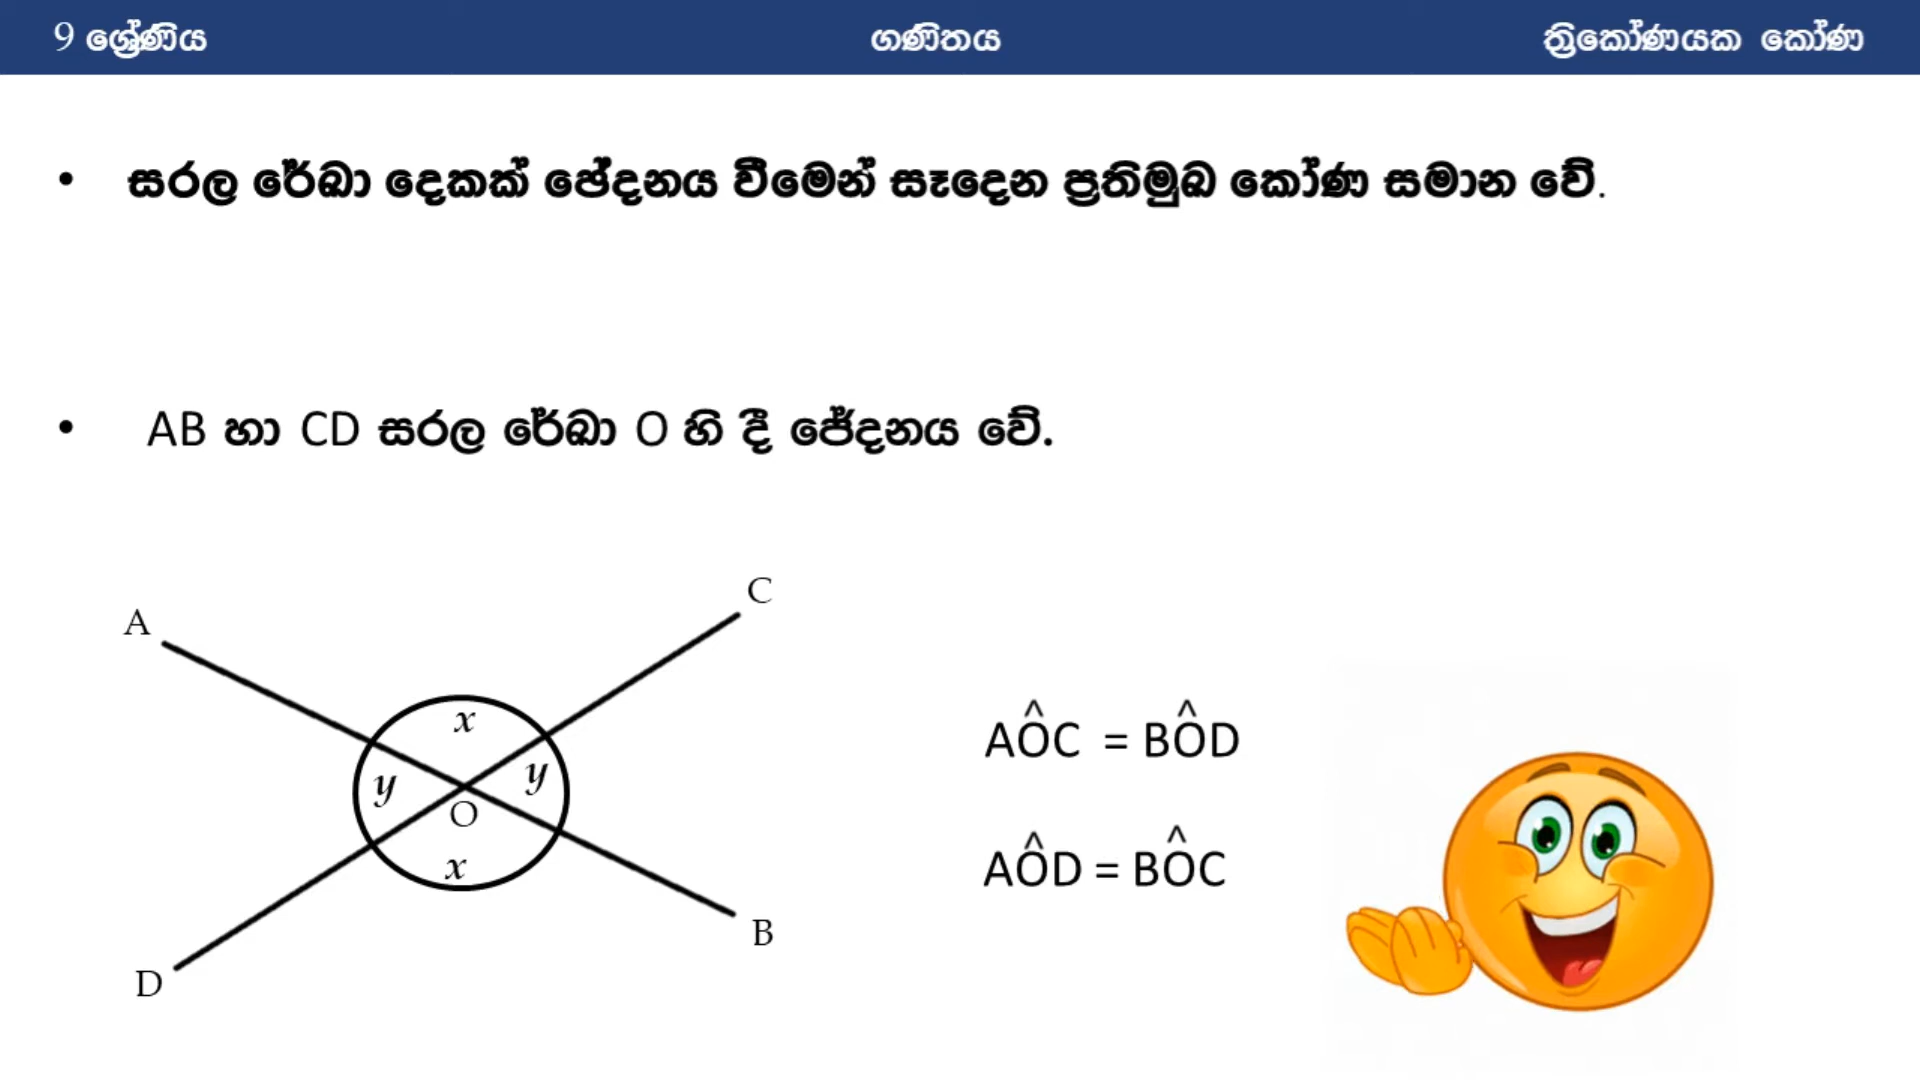 9 ශ්‍රේණිය ගණිතය ත්‍රිකෝණයක කෝණ
• සරල රේඛා දෙකක් ඡේදනය වීමෙන් සෑදෙන ප්‍රතිමුඛ කෝණ සමාන වේ.
• AB හා CD සරල රේඛා O හි දී ඡේදනය වේ.
C
A
x
AÔC = BÔD
y y
O
x
AÔD = BÔC
B
D